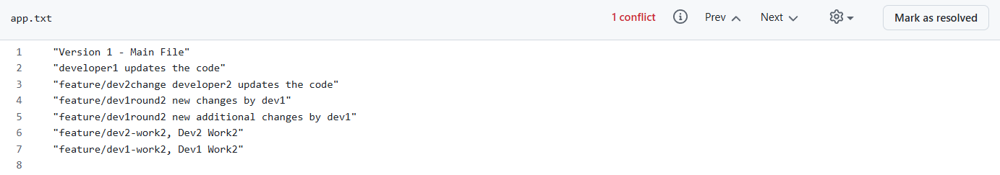 app.txt
1 conflict
Prev
Next
Mark as resolved
1 "Version 1 - Main File"
2 "developer1 updates the code"
3 "feature/dev2change developer2 updates the code"
4 "feature/dev1round2 new changes by dev1"
5 "feature/dev1round2 new additional changes by dev1"
6 "feature/dev2-work2, Dev2 Work2"
7 "feature/dev1-work2, Dev1 Work2"
8